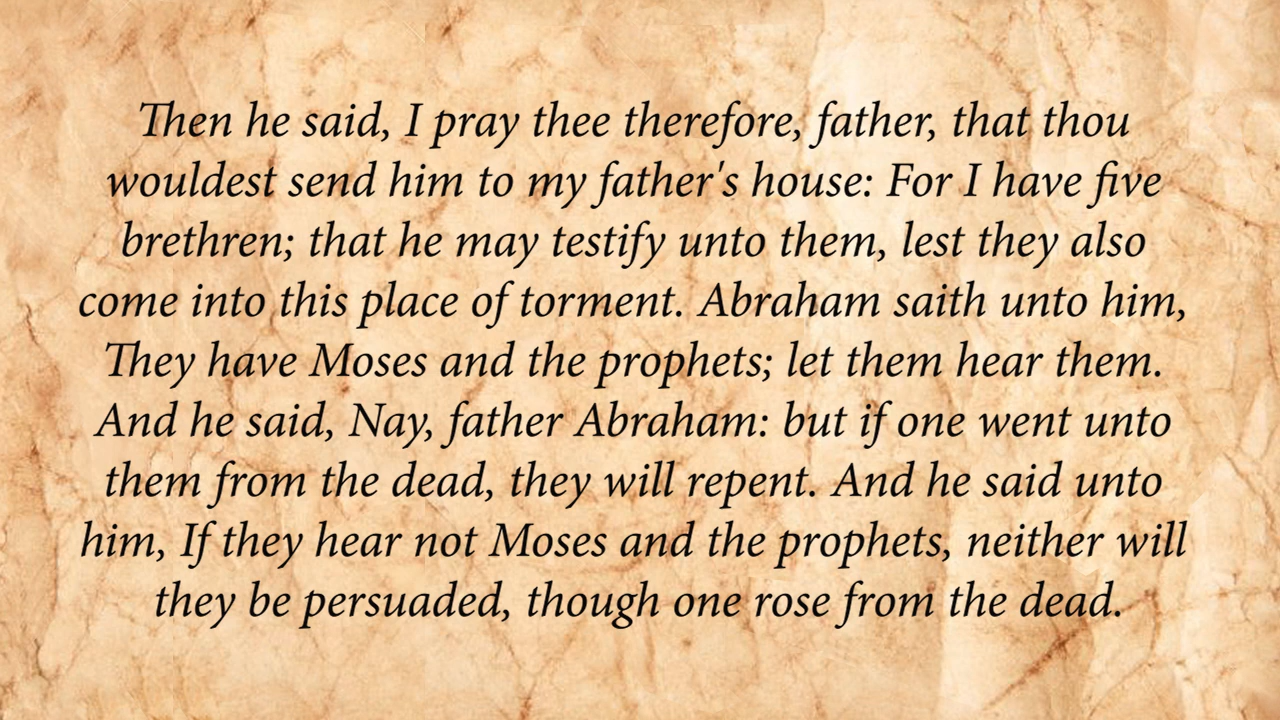 Then he said, I pray thee therefore, father, that thou
wouldest send him to my father's house: For I have five
brethren; that he may testify unto them, lest they also
come into this place of torment. Abraham saith unto him,
They have Moses and the prophets; let them hear them.
And he said, Nay, father Abraham: but if one went unto
them from the dead, they will repent. And he said unto
him, If they hear not Moses and the prophets, neither will
they be persuaded, though one rose from the dead.